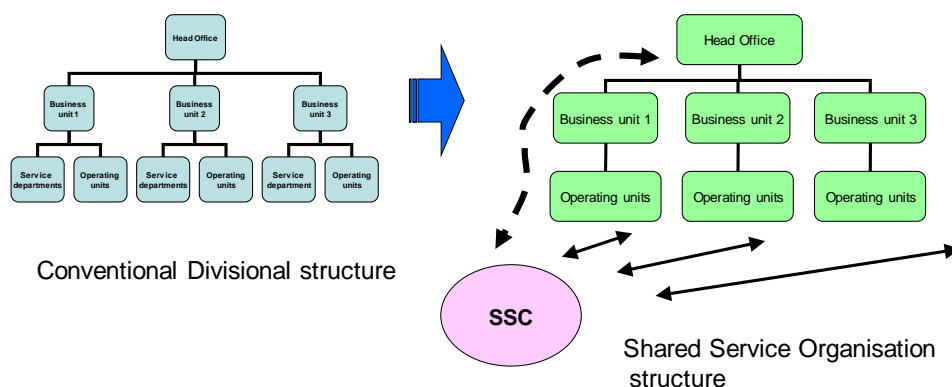 Head Office
Business
unit 1
Business
unit 2
Business
unit 3
Service
departments
Operating
units
Service
departments
Operating
units
Service
department
Operating
units
Conventional Divisional structure
Head Office
Business unit 1
Business unit 2
Business unit 3
Operating units
Operating units
Operating units
SSC
Shared Service Organisation
structure